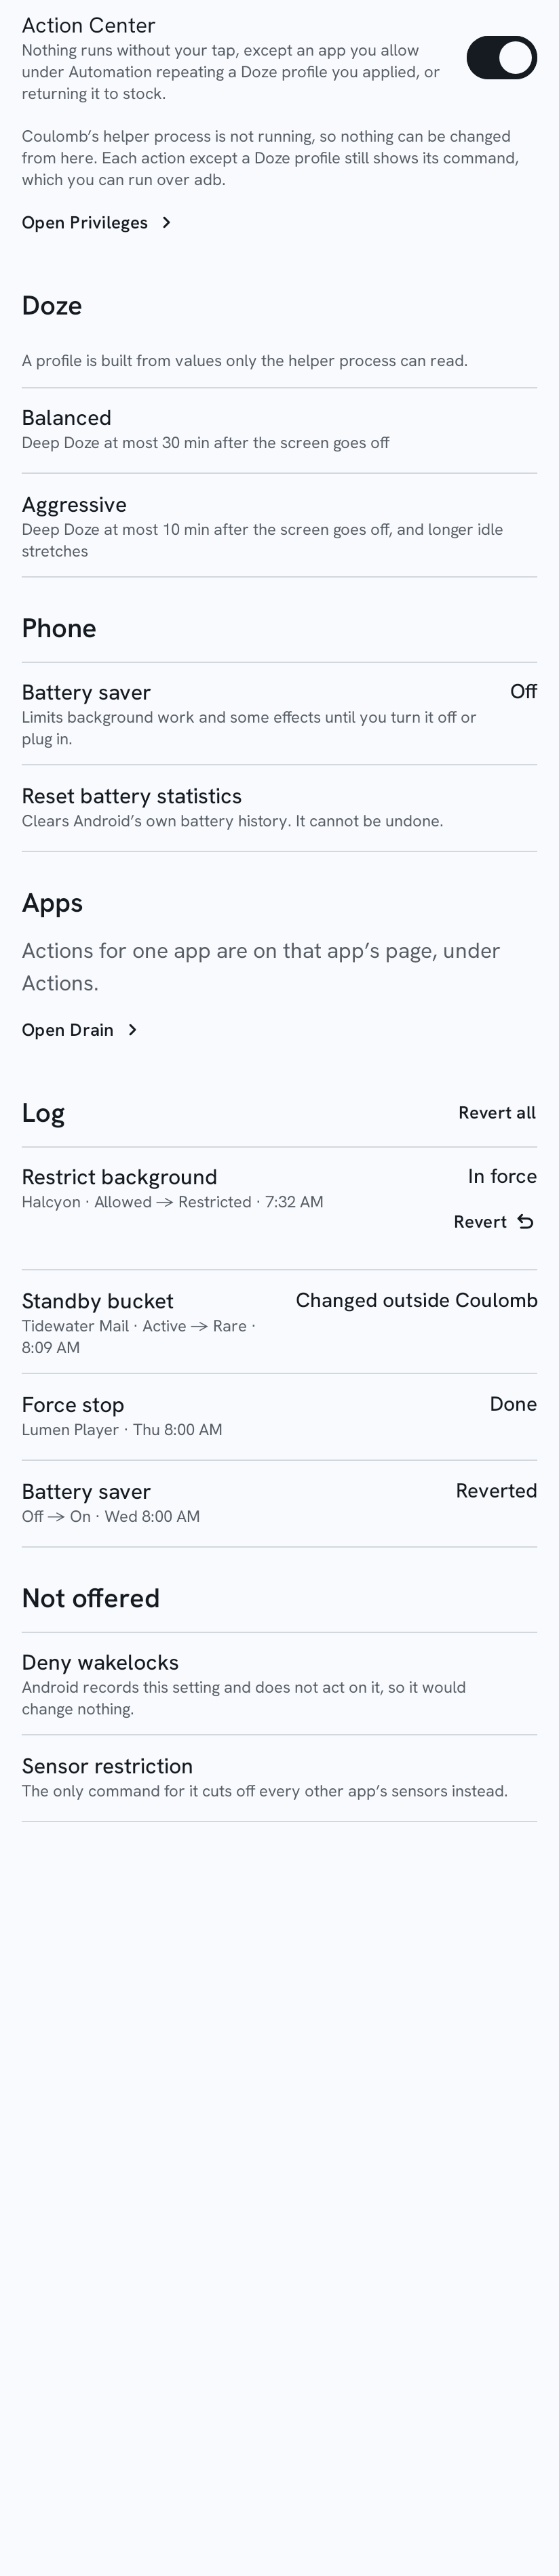 Action Center
Nothing runs without your tap, except an app you allow
under Automation repeating a Doze profile you applied, or
returning it to stock.
Coulomb’s helper process is not running, so nothing can be changed
from here. Each action except a Doze profile still shows its command,
which you can run over adb.
Open Privileges
Doze
A profile is built from values only the helper process can read.
Balanced
Deep Doze at most 30 min after the screen goes off
Aggressive
Deep Doze at most 10 min after the screen goes off, and longer idle
stretches
Phone
Battery saver
Off
Limits background work and some effects until you turn it off or
plug in.
Reset battery statistics
Clears Android’s own battery history. It cannot be undone.
Apps
Actions for one app are on that app’s page, under
Actions.
Open Drain
Log
Revert all
Restrict background
In force
Halcyon · Allowed → Restricted · 7:32 AM
Revert
Standby bucket
Changed outside Coulomb
Tidewater Mail · Active → Rare ·
8:09 AM
Force stop
Done
Lumen Player · Thu 8:00 AM
Battery saver
Reverted
Off → On · Wed 8:00 AM
Not offered
Deny wakelocks
Android records this setting and does not act on it, so it would
change nothing.
Sensor restriction
The only command for it cuts off every other app’s sensors instead.